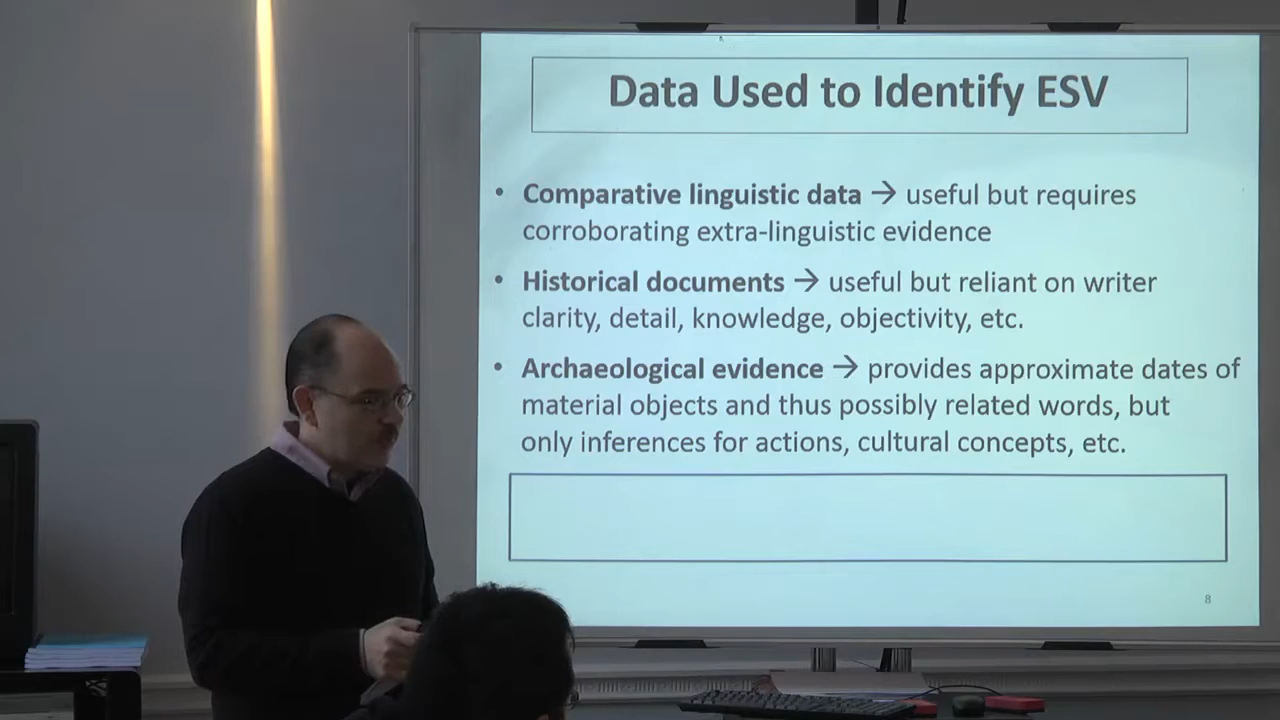 Data Used to Identify ESV
• Comparative linguistic data → useful but requires
corroborating extra-linguistic evidence
• Historical documents → useful but reliant on writer
clarity, detail, knowledge, objectivity, etc.
• Archaeological evidence → provides approximate dates of
material objects and thus possibly related words, but
only inferences for actions, cultural concepts, etc.
8